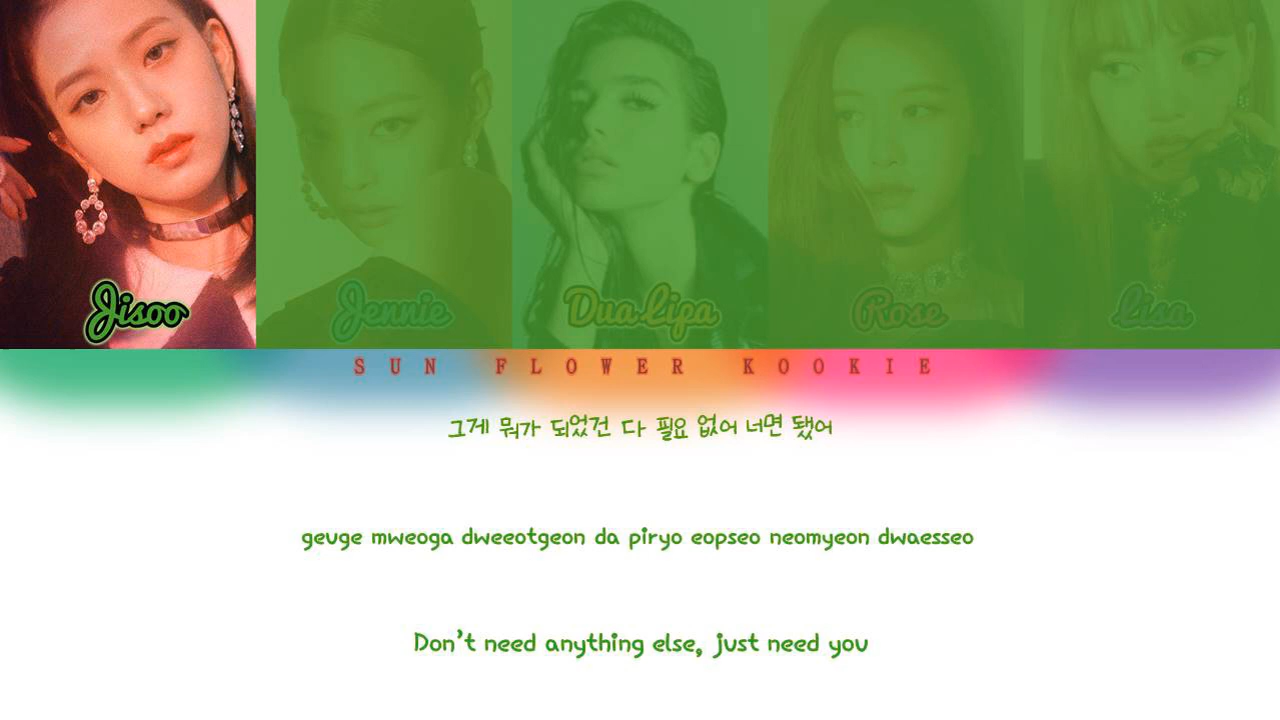 Jisoo Jennie Dua Lipa Rose Lisa
SUN FLOWER KOOKIE
그게 뭐가 되었건 다 필요 없어 너면 됐어
geuge mweoga dweeotgeon da piryo eopseo neomyeon dwaesseo
Don't need anything else, just need you